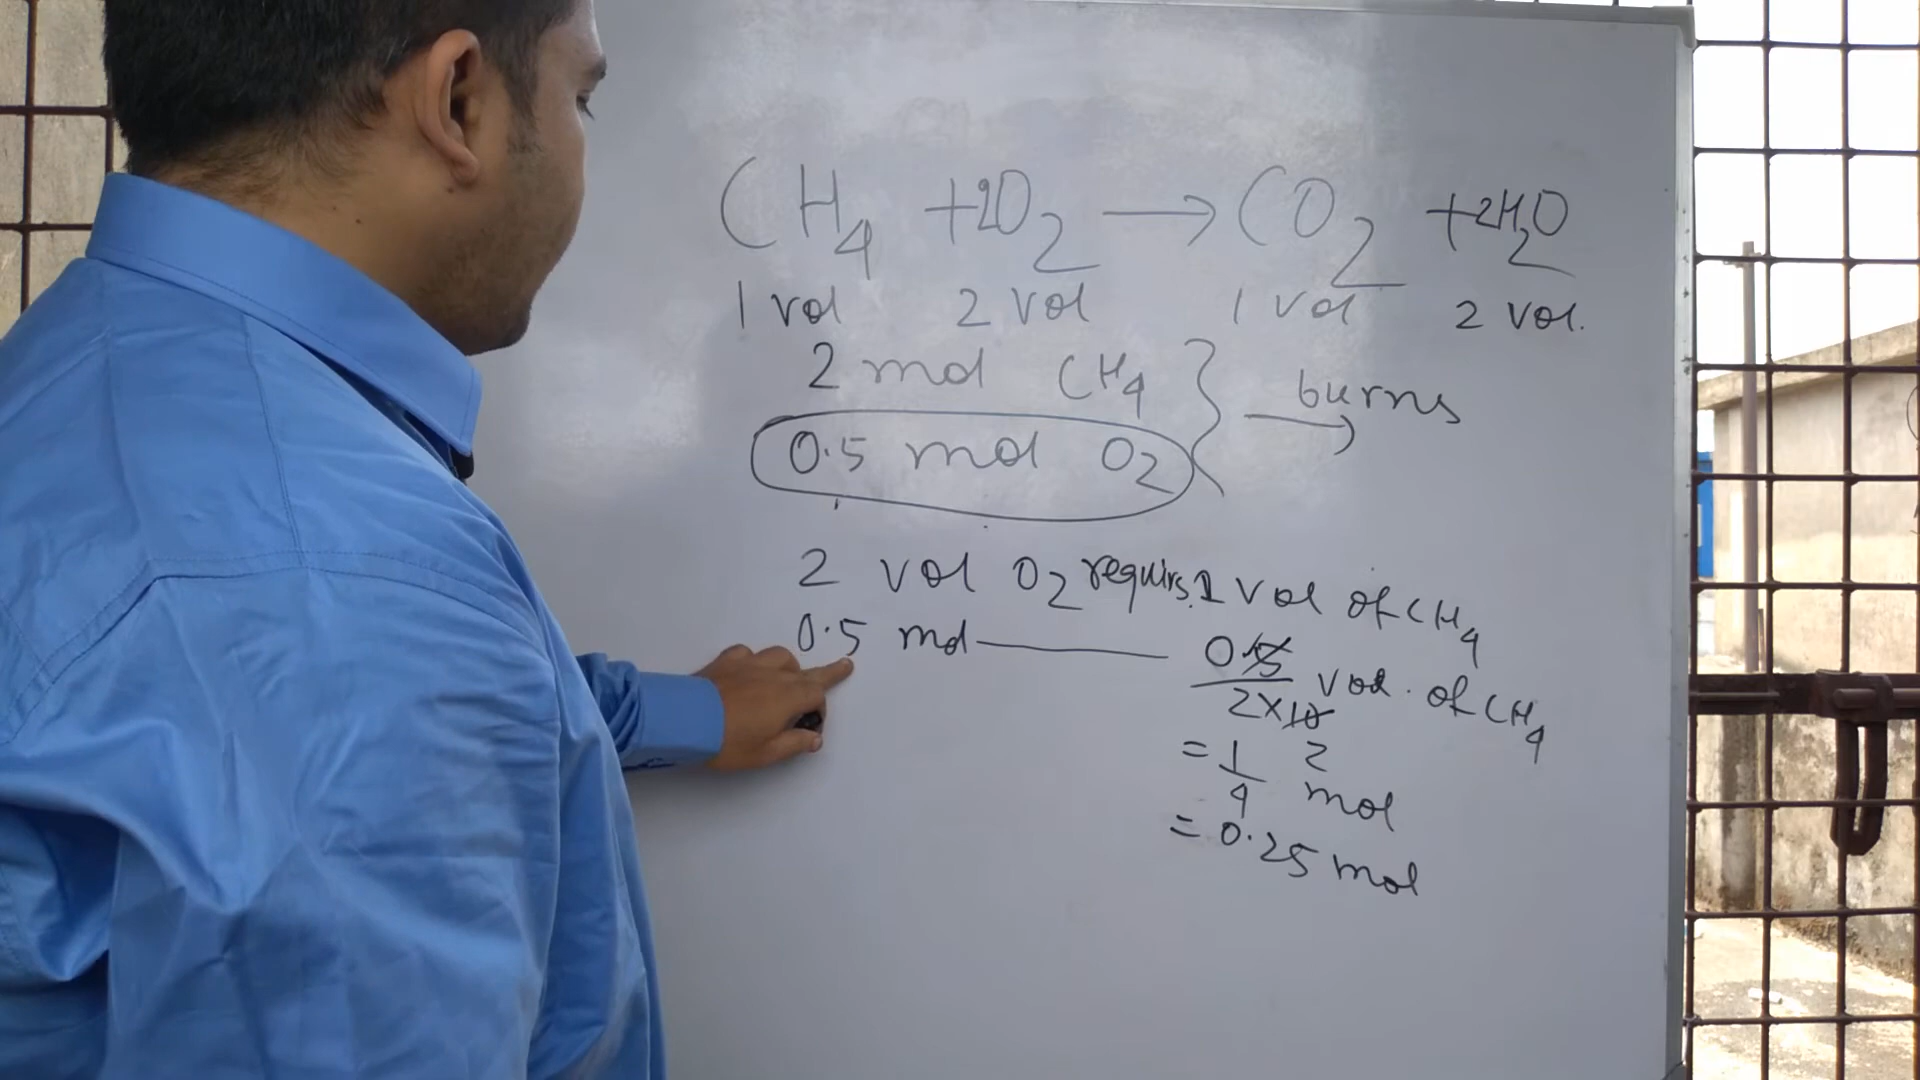 CH4 + 2O2 → CO2 + 2H2O
1 vol 2 vol 1 vol 2 vol.
2 mol CH4 } burns →
0.5 mol O2
2 vol O2 requirs. 1 vol of CH4
0.5 mol —— 0.5/2×10 vol. of CH4
2
= 1/4 mol
= 0.25 mol